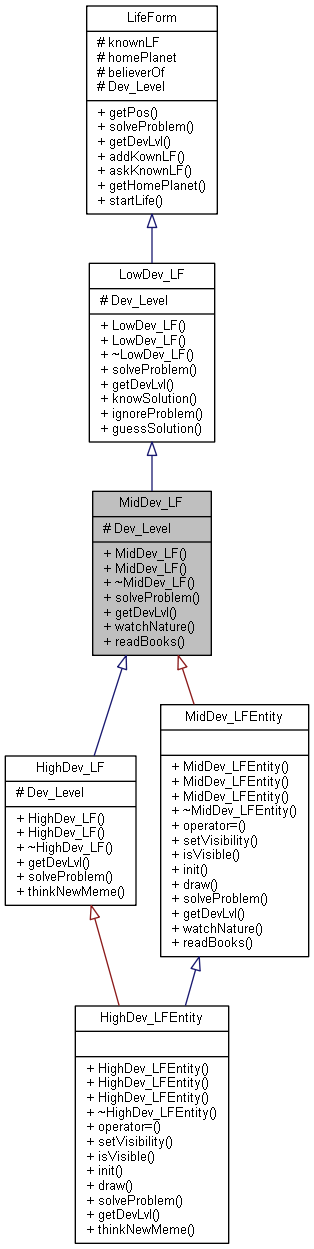 LifeForm
# knownLF
# homePlanet
# believerOf
# Dev_Level
+ getPos()
+ solveProblem()
+ getDevLvl()
+ addKownLF()
+ askKnownLF()
+ getHomePlanet()
+ startLife()
LowDev_LF
# Dev_Level
+ LowDev_LF()
+ LowDev_LF()
+ ~LowDev_LF()
+ solveProblem()
+ getDevLvl()
+ knowSolution()
+ ignoreProblem()
+ guessSolution()
MidDev_LF
# Dev_Level
+ MidDev_LF()
+ MidDev_LF()
+ ~MidDev_LF()
+ solveProblem()
+ getDevLvl()
+ watchNature()
+ readBooks()
HighDev_LF
# Dev_Level
+ HighDev_LF()
+ HighDev_LF()
+ ~HighDev_LF()
+ getDevLvl()
+ solveProblem()
+ thinkNewMeme()
MidDev_LFEntity
+ MidDev_LFEntity()
+ MidDev_LFEntity()
+ MidDev_LFEntity()
+ ~MidDev_LFEntity()
+ operator=()
+ setVisibility()
+ isVisible()
+ init()
+ draw()
+ solveProblem()
+ getDevLvl()
+ watchNature()
+ readBooks()
HighDev_LFEntity
+ HighDev_LFEntity()
+ HighDev_LFEntity()
+ HighDev_LFEntity()
+ ~HighDev_LFEntity()
+ operator=()
+ setVisibility()
+ isVisible()
+ init()
+ draw()
+ solveProblem()
+ getDevLvl()
+ thinkNewMeme()